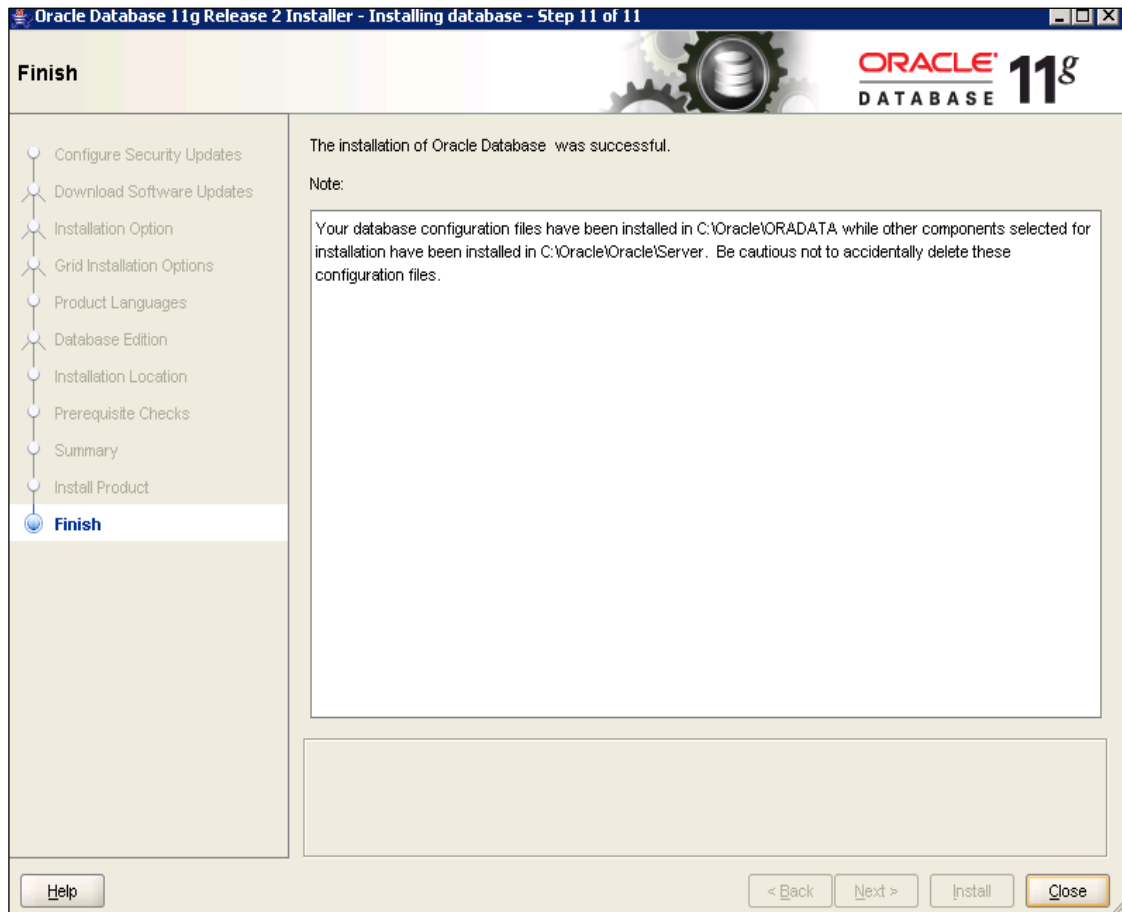 Oracle Database 11g Release 2 Installer - Installing database - Step 11 of 11
Finish
ORACLE
DATABASE
11g
Configure Security Updates
Download Software Updates
Installation Option
Grid Installation Options
Product Languages
Database Edition
Installation Location
Prerequisite Checks
Summary
Install Product
Finish
The installation of Oracle Database  was successful.
Note:
Your database configuration files have been installed in C:\Oracle\ORADATA while other components selected for
installation have been installed in C:\Oracle\Oracle\Server.  Be cautious not to accidentally delete these
configuration files.
Help
< Back
Next >
Install
Close